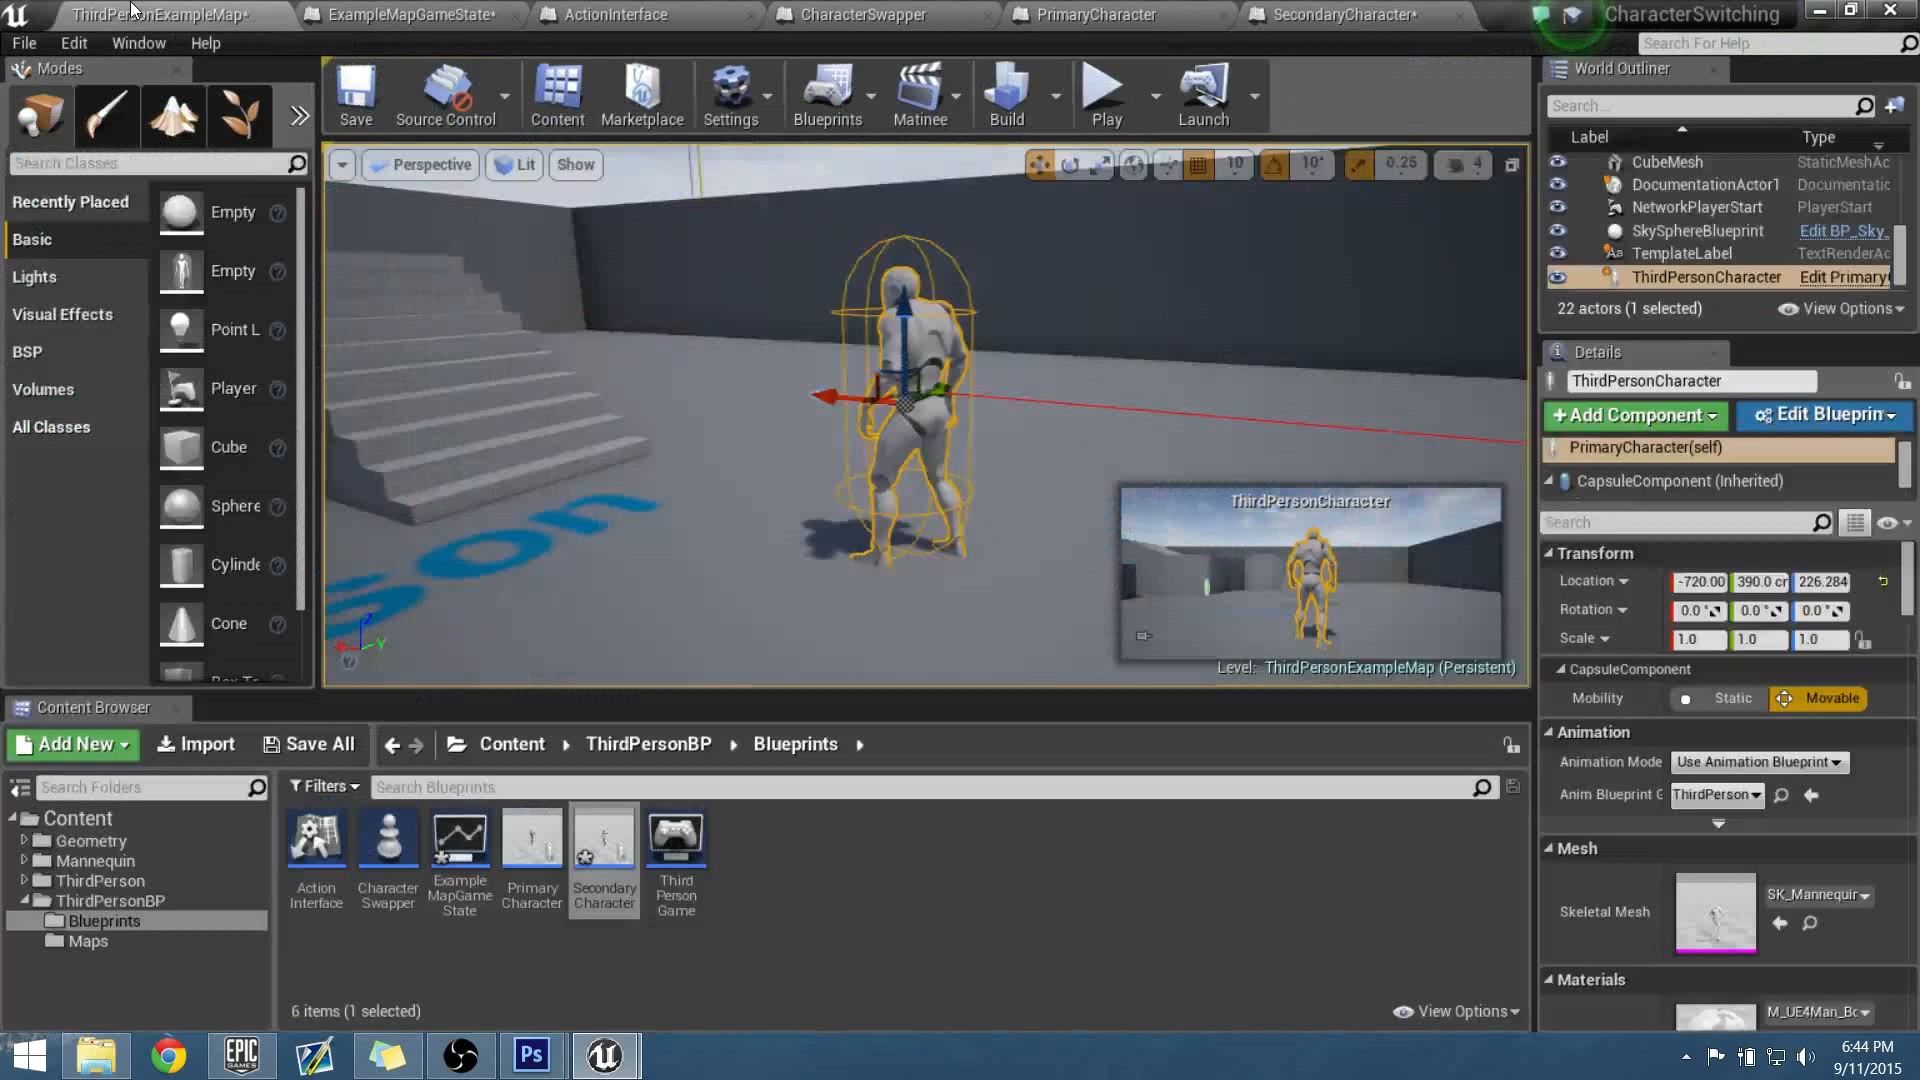 ThirdPersonExampleMap*
ExampleMapGameState*
ActionInterface
CharacterSwapper
PrimaryCharacter
SecondaryCharacter*
CharacterSwitching
File
Edit
Window
Help
Search For Help
Modes
Save
Source Control
Content
Marketplace
Settings
Blueprints
Matinee
Build
Play
Launch
World Outliner
Search...
Label
Type
Search Classes
Perspective
Lit
Show
10
10°
0.25
4
CubeMesh
StaticMeshAc
DocumentationActor1
Documentatic
NetworkPlayerStart
PlayerStart
SkySphereBlueprint
Edit BP_Sky_
TemplateLabel
TextRenderAc
ThirdPersonCharacter
Edit Primary
22 actors (1 selected)
View Options
Recently Placed
Basic
Lights
Visual Effects
BSP
Volumes
All Classes
Empty
Empty
Point L
Player
Cube
Sphere
Cylinde
Cone
Details
ThirdPersonCharacter
+Add Component
Edit Blueprin
PrimaryCharacter(self)
CapsuleComponent (Inherited)
Search
Transform
Location
-720.00
390.0 cr
226.284
Rotation
0.0 °
0.0 °
0.0 °
Scale
1.0
1.0
1.0
CapsuleComponent
Mobility
Static
Movable
Animation
Animation Mode
Use Animation Blueprint
Anim Blueprint G
ThirdPerson
Mesh
Skeletal Mesh
SK_Mannequir
Materials
M_UE4Man_Bc
son
ThirdPersonCharacter
Level: ThirdPersonExampleMap (Persistent)
Content Browser
Add New
Import
Save All
Content
ThirdPersonBP
Blueprints
Search Folders
Filters
Search Blueprints
Content
Geometry
Mannequin
ThirdPerson
ThirdPersonBP
Blueprints
Maps
Action Interface
Character Swapper
Example MapGame State
Primary Character
Secondary Character
Third Person Game
6 items (1 selected)
View Options
EPIC GAMES
Ps
6:44 PM
9/11/2015